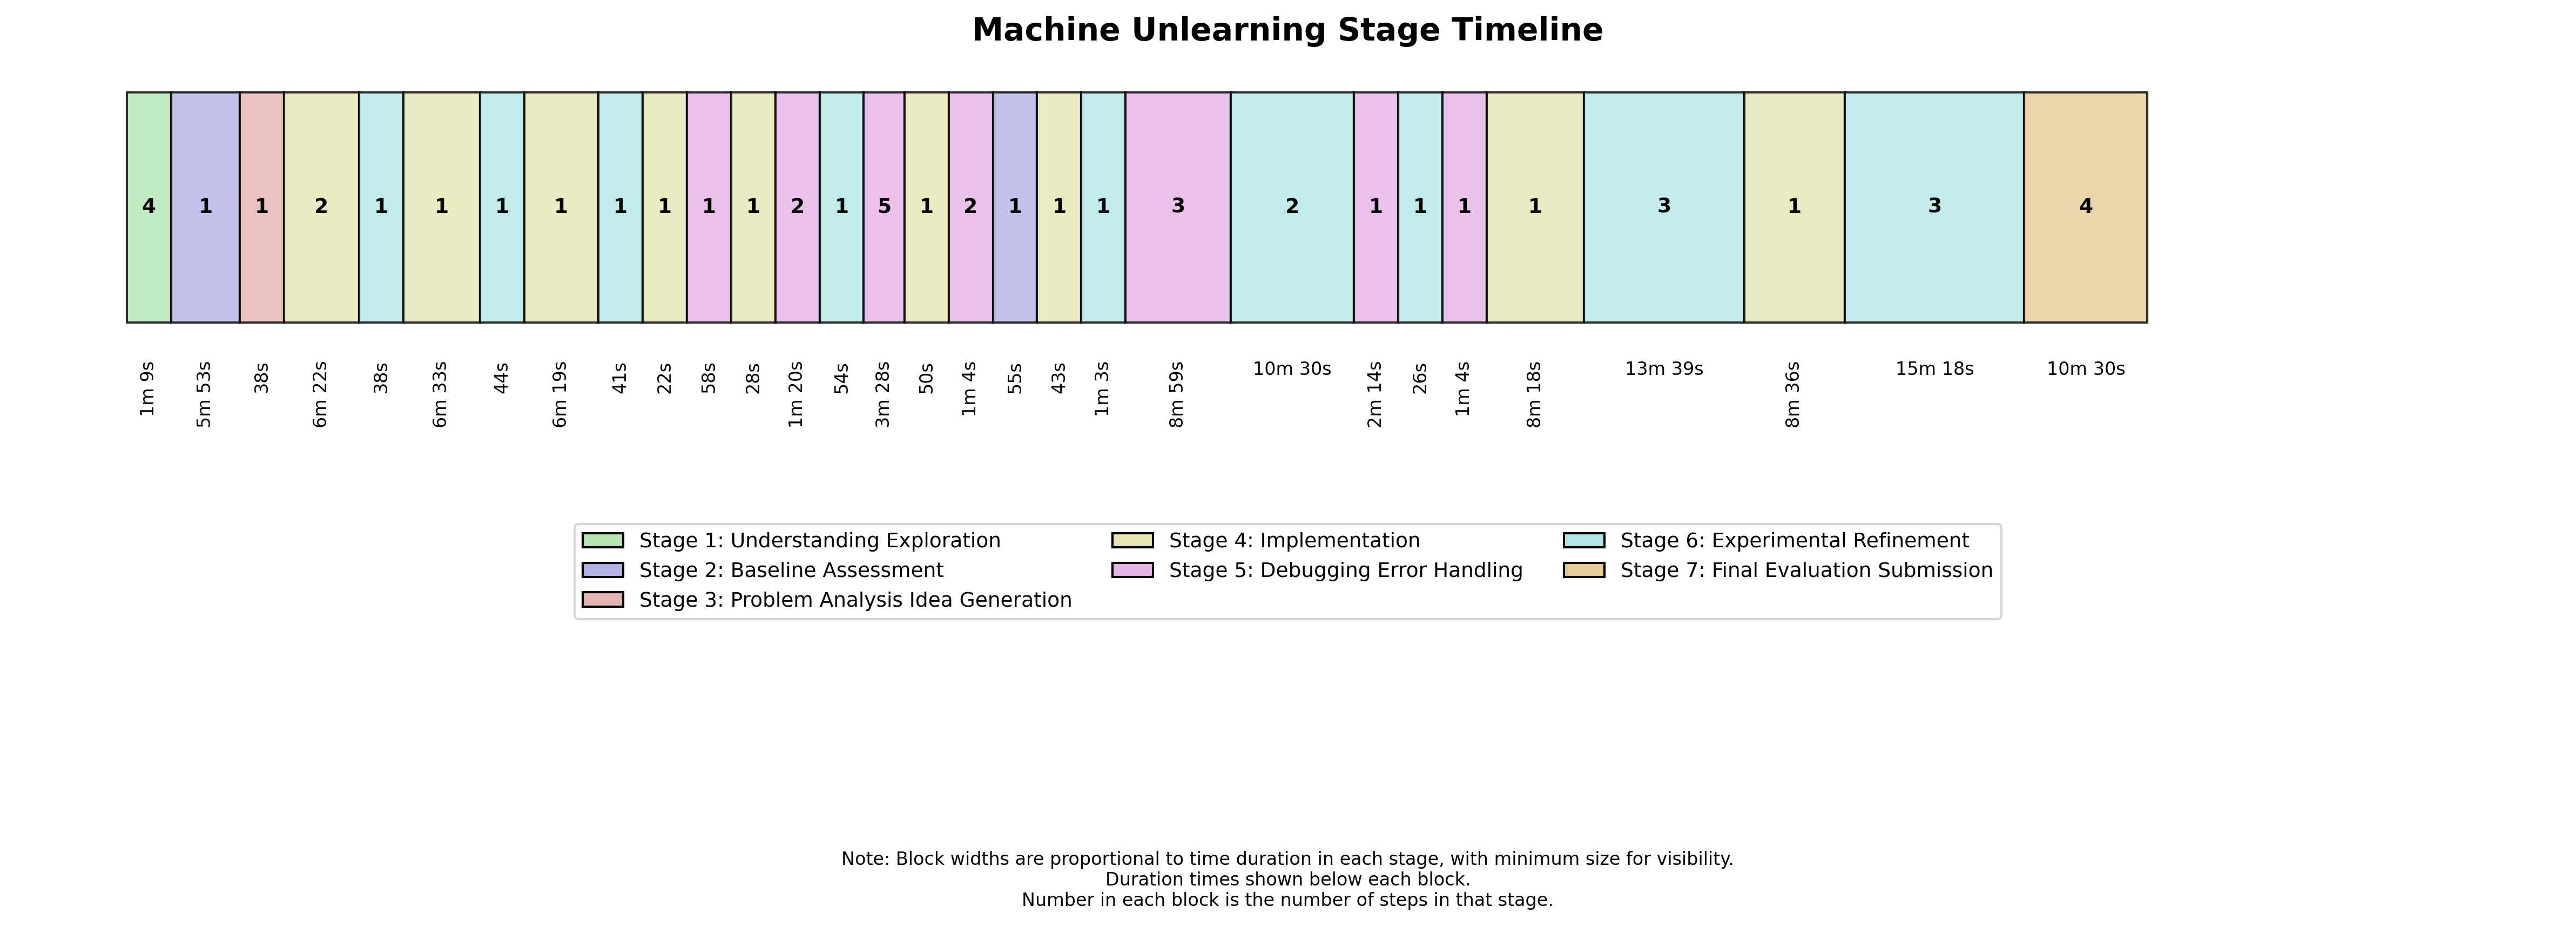 Machine Unlearning Stage Timeline
4 1 1 2 1 1 1 1 1 1 1 1 2 1 5 1 2 1 1 1 3 2 1 1 1 1 3 1 3 4
1m 9s 5m 53s 38s 6m 22s 38s 6m 33s 44s 6m 19s 41s 22s 58s 28s 1m 20s 54s 3m 28s 50s 1m 4s 55s 43s 1m 3s 8m 59s 10m 30s 2m 14s 26s 1m 4s 8m 18s 13m 39s 8m 36s 15m 18s 10m 30s
Stage 1: Understanding Exploration
Stage 2: Baseline Assessment
Stage 3: Problem Analysis Idea Generation
Stage 4: Implementation
Stage 5: Debugging Error Handling
Stage 6: Experimental Refinement
Stage 7: Final Evaluation Submission
Note: Block widths are proportional to time duration in each stage, with minimum size for visibility.
Duration times shown below each block.
Number in each block is the number of steps in that stage.